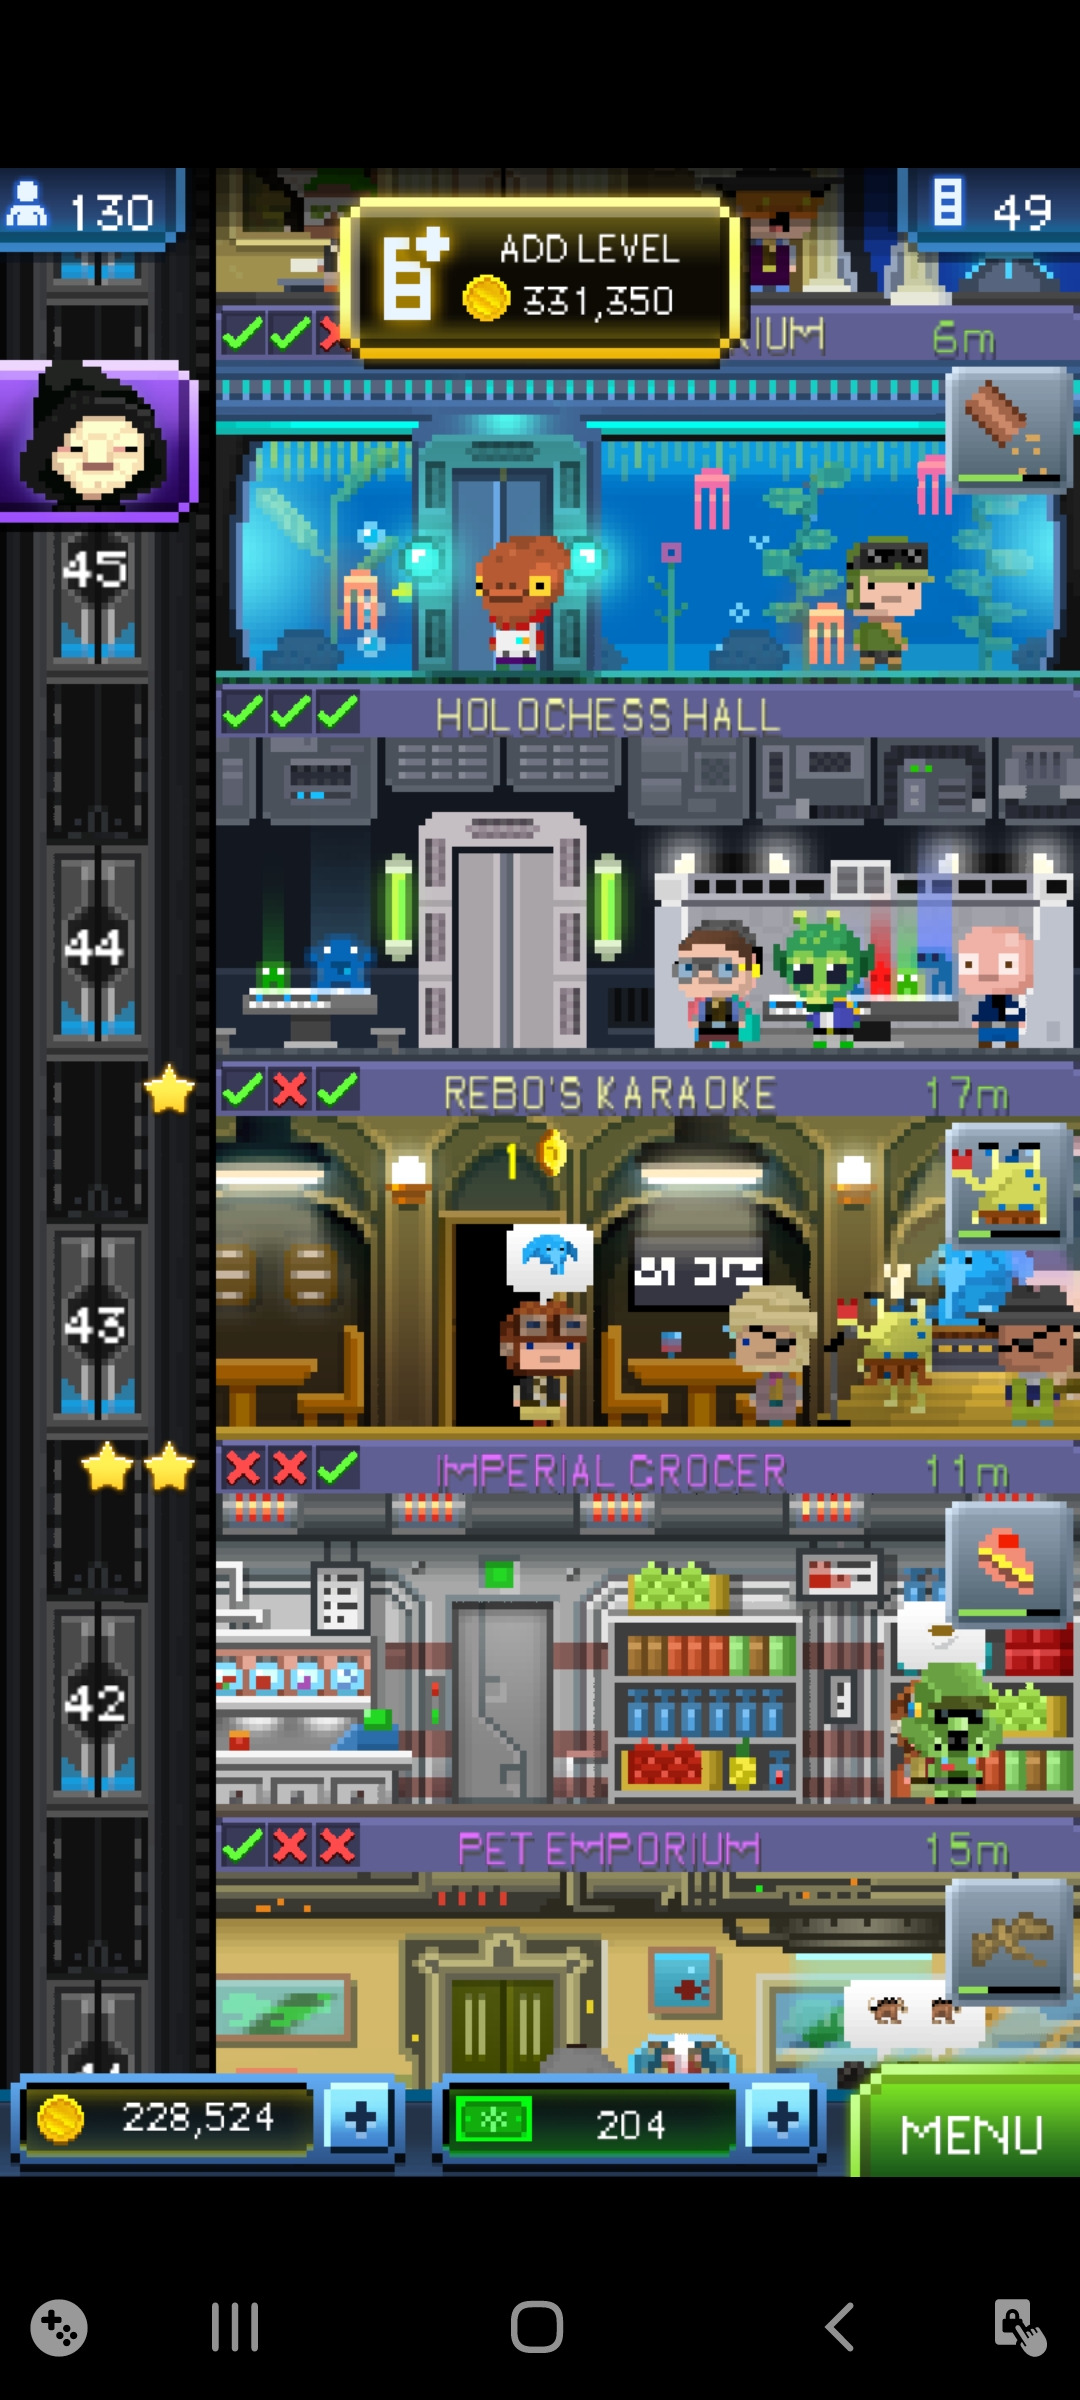 130
ADD LEVEL
331,350
49
RIUM
6m
45
HOLOCHESS HALL
44
REBO'S KARAOKE
17m
1
43
IMPERIAL GROCER
11m
42
PET EMPORIUM
15m
228,524
204
MENU